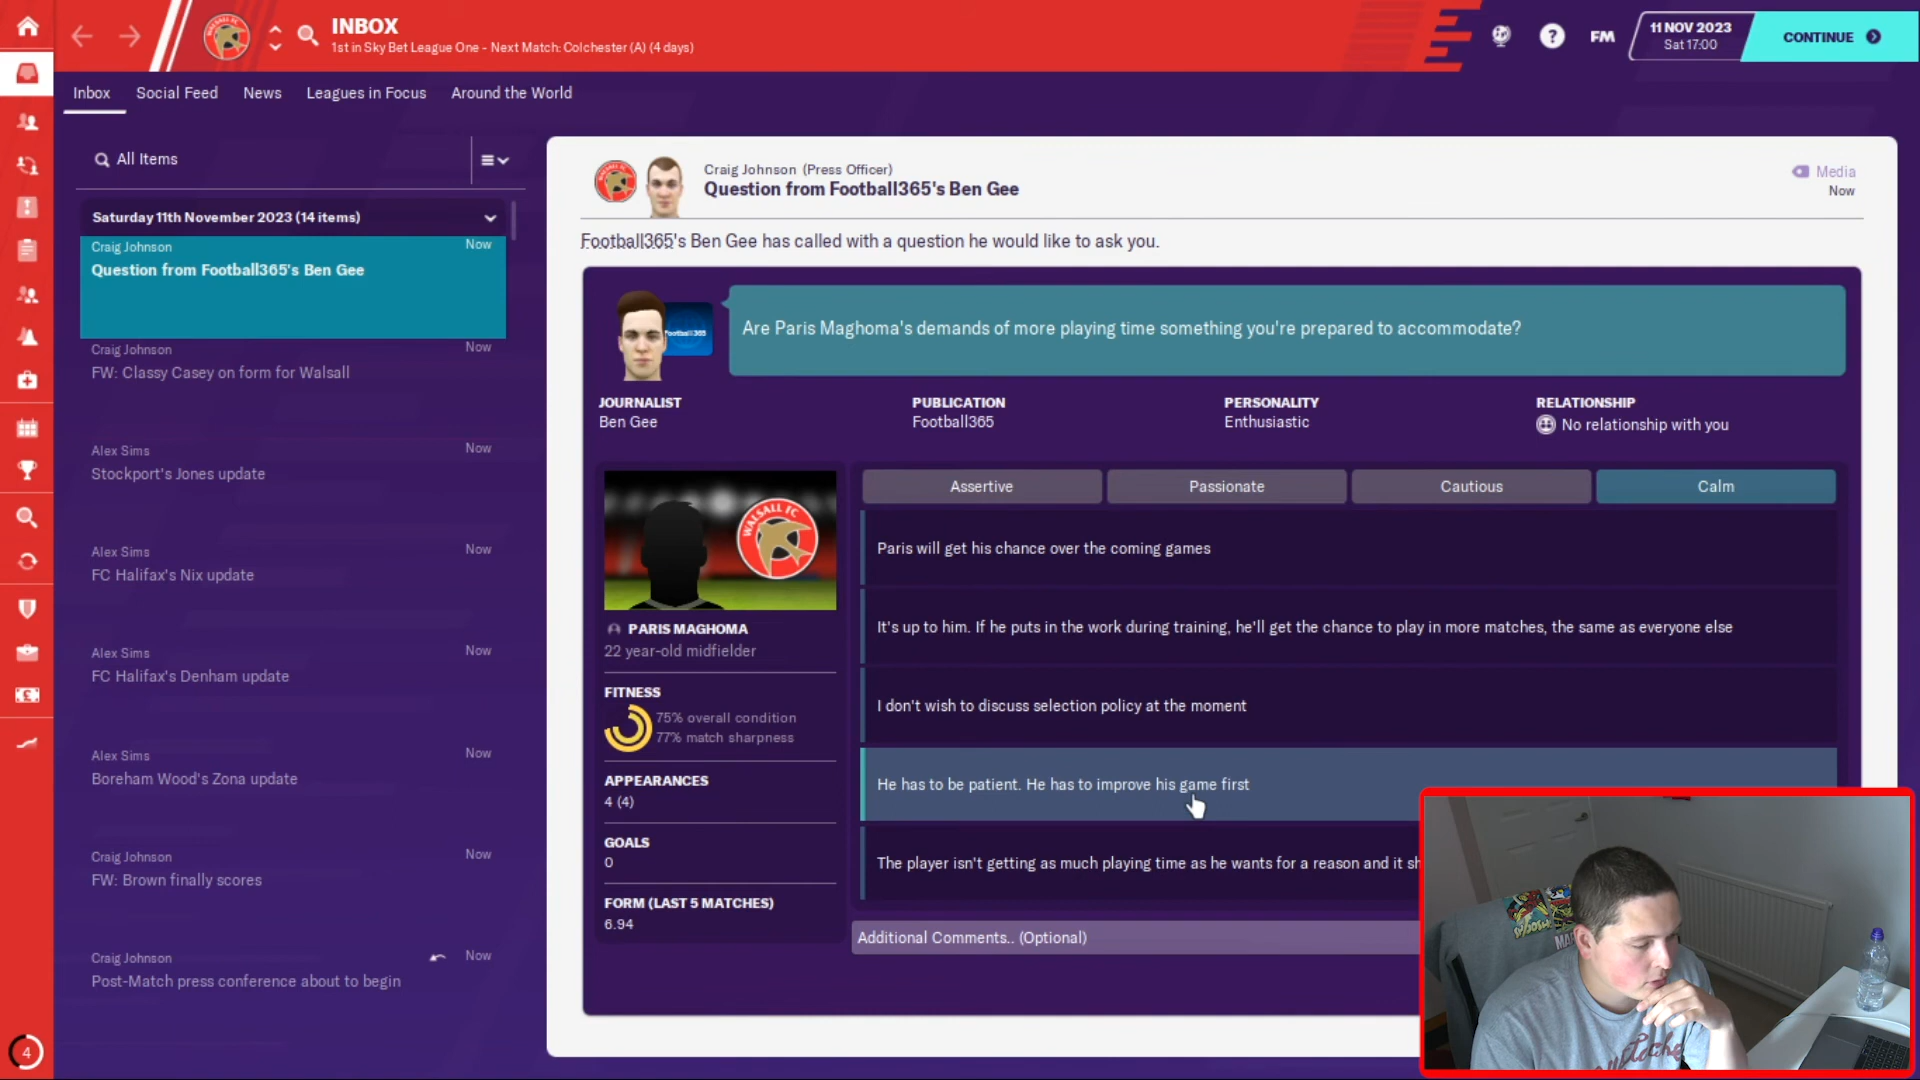 INBOX
1st in Sky Bet League One - Next Match: Colchester (A) (4 days)
?
FM
11 NOV 2023
Sat 17:00
CONTINUE
Inbox
Social Feed
News
Leagues in Focus
Around the World
All Items
Saturday 11th November 2023 (14 items)
Craig Johnson
Now
Question from Football365's Ben Gee
Craig Johnson
Now
FW: Classy Casey on form for Walsall
Alex Sims
Now
Stockport's Jones update
Alex Sims
Now
FC Halifax's Nix update
Alex Sims
Now
FC Halifax's Denham update
Alex Sims
Now
Boreham Wood's Zona update
Craig Johnson
Now
FW: Brown finally scores
Craig Johnson
Now
Post-Match press conference about to begin
4
Craig Johnson (Press Officer)
Question from Football365's Ben Gee
Media
Now
Football365's Ben Gee has called with a question he would like to ask you.
Football365
Are Paris Maghoma's demands of more playing time something you're prepared to accommodate?
JOURNALIST
Ben Gee
PUBLICATION
Football365
PERSONALITY
Enthusiastic
RELATIONSHIP
No relationship with you
WALSALL FC
PARIS MAGHOMA
22 year-old midfielder
FITNESS
75% overall condition
77% match sharpness
APPEARANCES
4 (4)
GOALS
0
FORM (LAST 5 MATCHES)
6.94
Assertive
Passionate
Cautious
Calm
Paris will get his chance over the coming games
It's up to him. If he puts in the work during training, he'll get the chance to play in more matches, the same as everyone else
I don't wish to discuss selection policy at the moment
He has to be patient. He has to improve his game first
The player isn't getting as much playing time as he wants for a reason and it sh
Additional Comments.. (Optional)